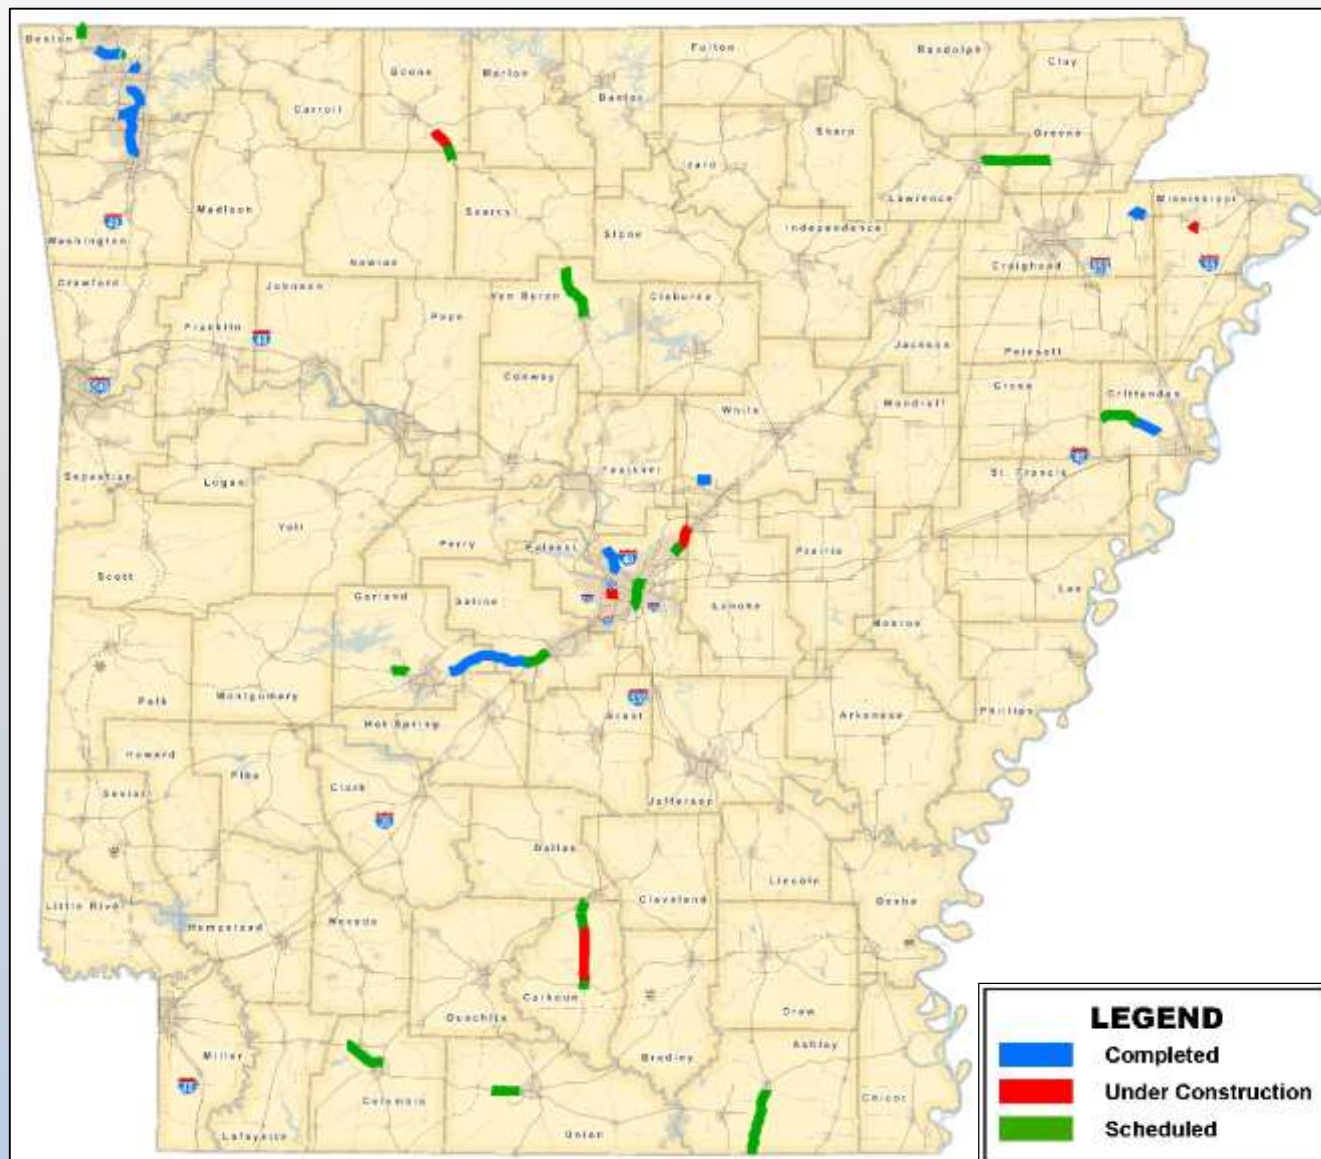 Benton
Boone
Marion
Fulton
Randolph
Clay
Carroll
Baxter
Sharp
Greene
Izard
Lawrence
Mississippi
Madison
Searcy
Stone
Independence
Washington
Newton
Craighead
Crawford
Johnson
Van Buren
Cleburne
Franklin
Pope
Jackson
Poinsett
Conway
White
Woodruff
Cross
Crittenden
Sebastian
Logan
Faulkner
St. Francis
Yell
Perry
Pulaski
Prairie
Scott
Garland
Saline
Lonoke
Lee
Monroe
Polk
Montgomery
Hot Spring
Grant
Arkansas
Phillips
Howard
Pike
Clark
Sevier
Jefferson
Dallas
Lincoln
Little River
Hempstead
Nevada
Cleveland
Desha
Calhoun
Ouachita
Drew
Miller
Bradley
Ashley
Columbia
Chicot
Lafayette
Union
LEGEND
Completed
Under Construction
Scheduled